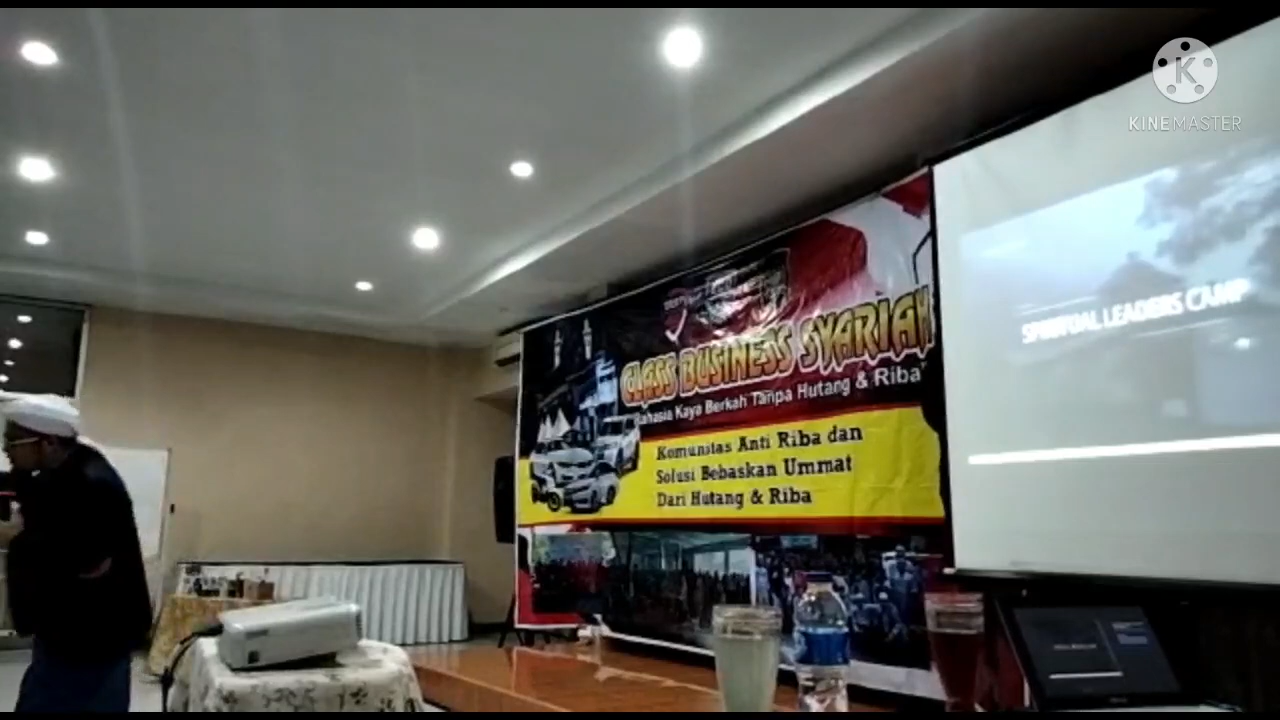 K
KINEMASTER
CLASS BUSINESS SYARIAH
Rahasia Kaya Berkah Tanpa Hutang & Riba
Komunitas Anti Riba dan
Solusi Bebaskan Ummat
Dari Hutang & Riba
SPIRITUAL LEADERS CAMP